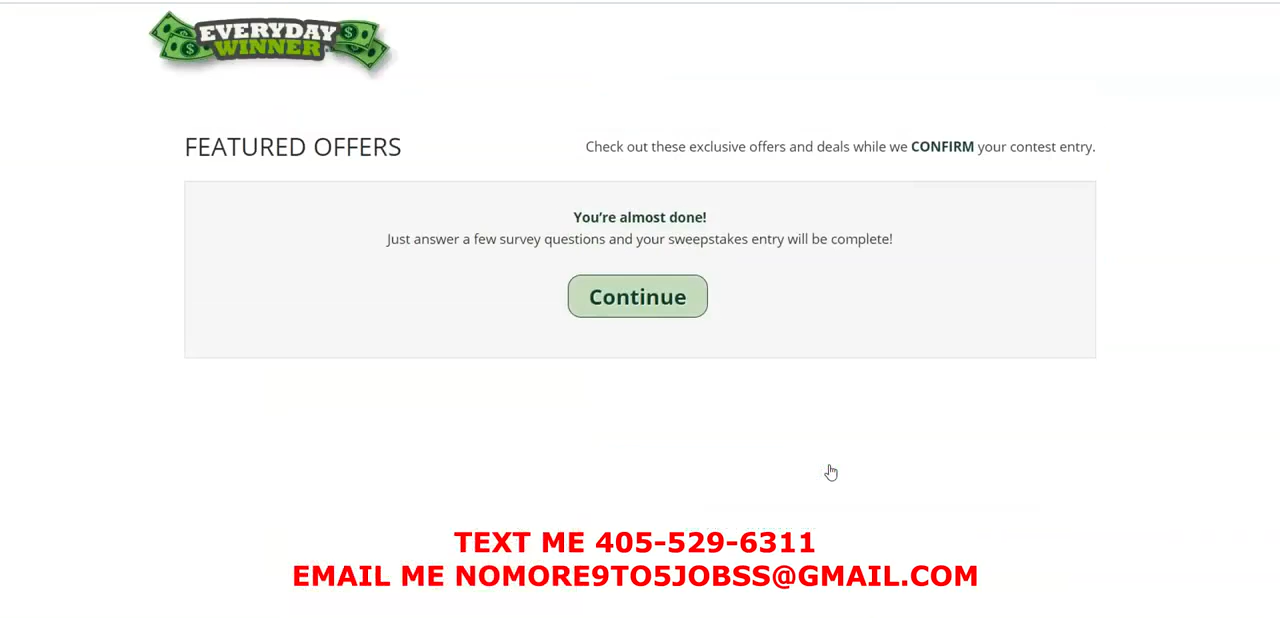 EVERYDAY
WINNER
FEATURED OFFERS
Check out these exclusive offers and deals while we CONFIRM your contest entry.
You’re almost done!
Just answer a few survey questions and your sweepstakes entry will be complete!
Continue
TEXT ME 405-529-6311
EMAIL ME NOMORE9TO5JOBSS@GMAIL.COM